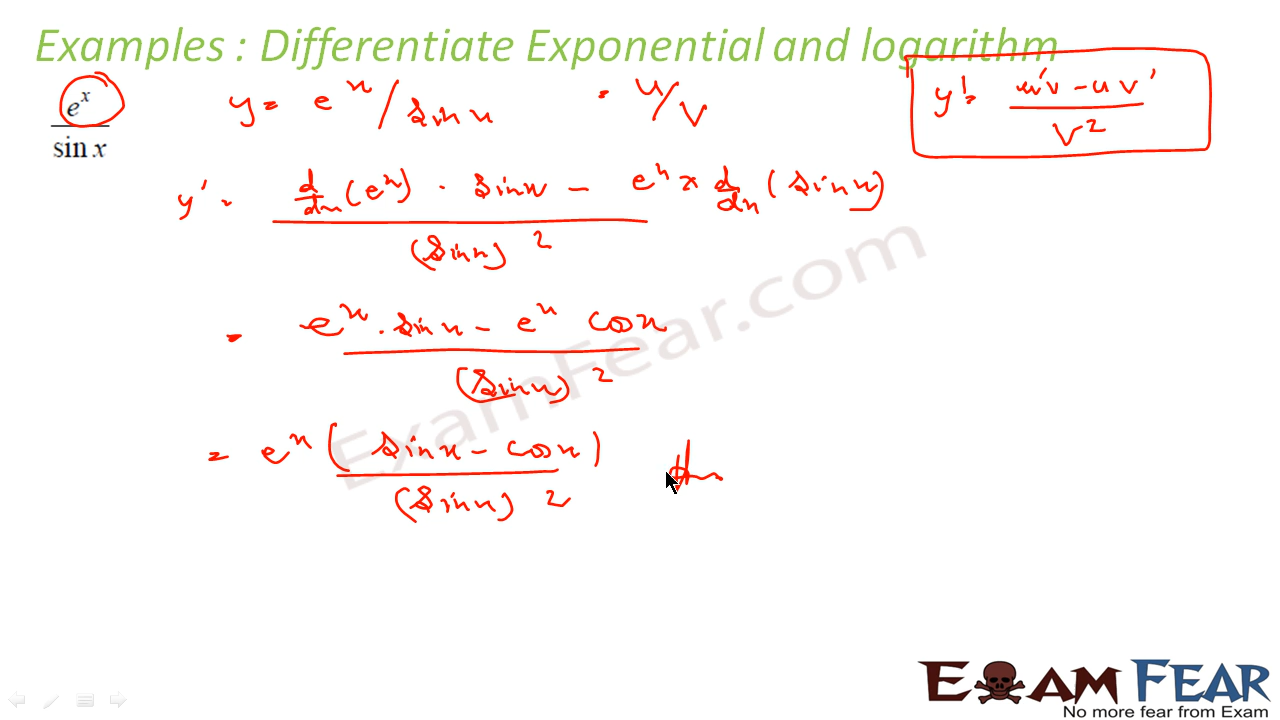 Examples : Differentiate Exponential and logarithm
e^x / sin x
y = e^x / sin x = u/v
y' = (u'v - uv') / v^2
y' = (d/dx (e^x) . sin x - e^x × d/dx (sin x)) / (sin x)^2
= (e^x . sin x - e^x cos x) / (sin x)^2
= e^x (sin x - cos x) / (sin x)^2
ExamFear.com
EXAM FEAR
No more fear from Exam